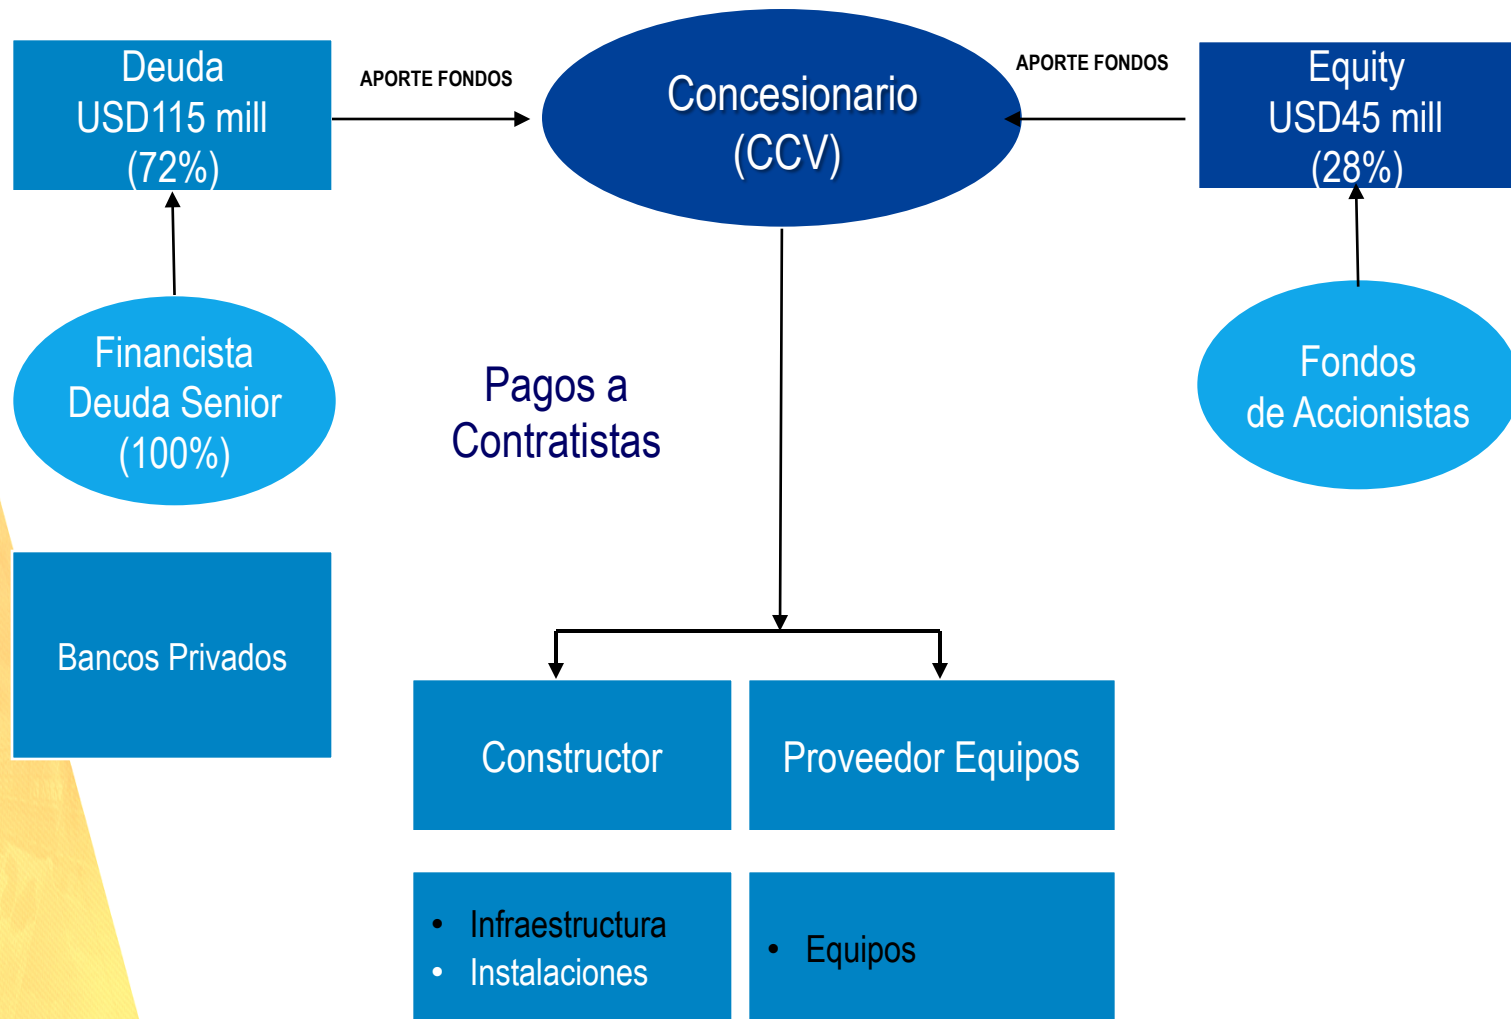 Deuda
USD115 mill
(72%)
APORTE FONDOS
Concesionario
(CCV)
APORTE FONDOS
Equity
USD45 mill
(28%)
Financista
Deuda Senior
(100%)
Pagos a
Contratistas
Fondos
de Accionistas
Bancos Privados
Constructor
Proveedor Equipos
• Infraestructura
• Instalaciones
• Equipos